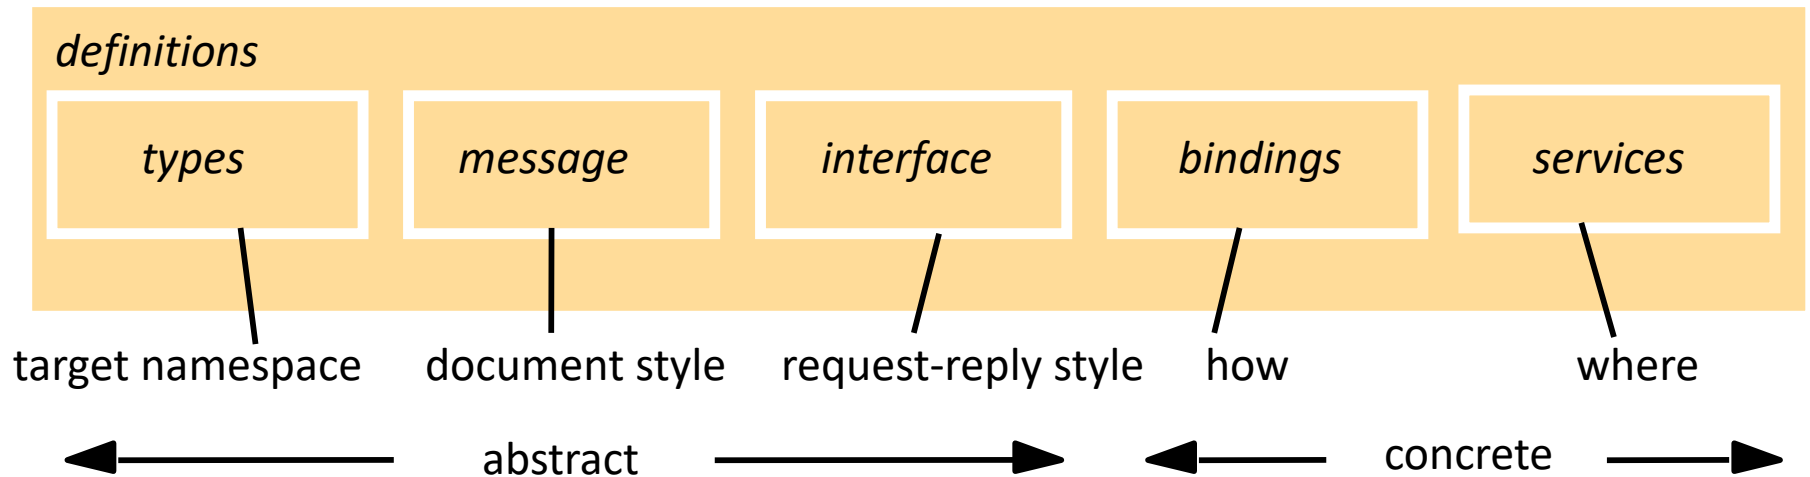 definitions
types message interface bindings services
target namespace document style request-reply style how where
abstract concrete